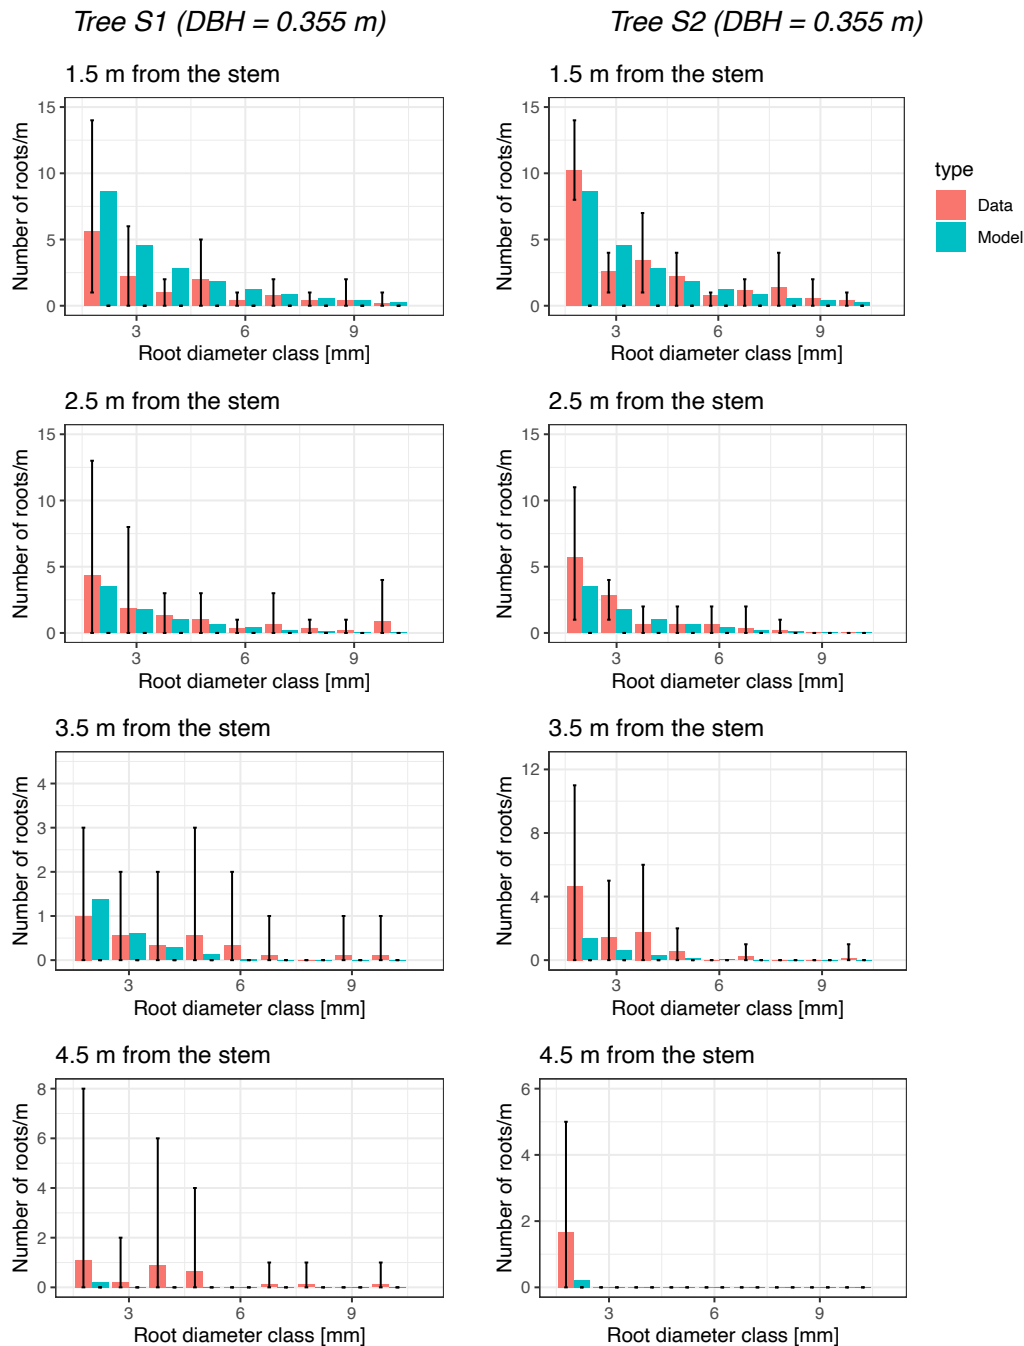 Tree S1 (DBH = 0.355 m)
Tree S2 (DBH = 0.355 m)
1.5 m from the stem
Number of roots/m
15
10
5
0
3 6 9
Root diameter class [mm]
1.5 m from the stem
Number of roots/m
15
10
5
0
3 6 9
Root diameter class [mm]
type
Data
Model
2.5 m from the stem
Number of roots/m
15
10
5
0
3 6 9
Root diameter class [mm]
2.5 m from the stem
Number of roots/m
15
10
5
0
3 6 9
Root diameter class [mm]
3.5 m from the stem
Number of roots/m
4
3
2
1
0
3 6 9
Root diameter class [mm]
3.5 m from the stem
Number of roots/m
12
8
4
0
3 6 9
Root diameter class [mm]
4.5 m from the stem
Number of roots/m
8
6
4
2
0
3 6 9
Root diameter class [mm]
4.5 m from the stem
Number of roots/m
6
4
2
0
3 6 9
Root diameter class [mm]